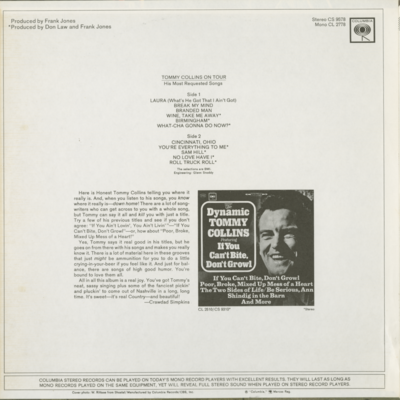 Produced by Frank Jones
*Produced by Don Law and Frank Jones
Stereo CS 9578
Mono CL 2778
COLUMBIA
TOMMY COLLINS ON TOUR
His Most Requested Songs
Side 1
LAURA (What's He Got That I Ain't Got)
BREAK MY MIND
BRANDED MAN
WINE, TAKE ME AWAY*
BIRMINGHAM*
WHAT-CHA GONNA DO NOW?*
Side 2
CINCINNATI, OHIO
YOU'RE EVERYTHING TO ME*
SAM HILL*
NO LOVE HAVE I*
ROLL TRUCK ROLL*
The selections are BMI.
Engineering:
Here is Honest Tommy Collins telling you where it
really is. And, when you listen to his songs, you know
where it really is—down home! There are a lot of song-
writers who can get across to you with a whole song,
but Tommy can say it all and kill you with just a title.
Try a few of the previous titles and see if you don't
agree: "If You Ain't Lovin', You Ain't Livin'"—"If You
Can't Bite, Don't Growl"—or, how about "Poor, Broke,
Mixed Up Mess of a Heart"
Yes, Tommy says it real good in his titles, but he
goes on from there with his songs and makes you really
know it. There is a lot of material here in these grooves
that just might be ammunition for you to do a little
crying-in-your-beer if you feel like it. And just for bal-
ance, there are songs of high good humor. You're
bound to love them all.
All in all this album is a real joy. You've got Tommy's
neat, sassy singing plus some of the fanciest pickin'
and pluckin' to come out of Nashville in a long, long
time. It's sweet—it's real Country—and beautiful!
—Crawdad Simpkins
The
Dynamic
TOMMY
COLLINS
Featuring
If You
Can't Bite,
Don't Growl
If You Can't Bite, Don't Growl
Poor, Broke, Mixed Up Mess of a Heart
The Two Sides of Life/Be Serious, Ann
Shindig in the Barn
And More
CL 2510/CS 9310*
*Stereo
COLUMBIA STEREO RECORDS CAN BE PLAYED ON TODAY'S MONO RECORD PLAYERS WITH EXCELLENT RESULTS. THEY WILL LAST AS LONG AS
MONO RECORDS PLAYED ON THE SAME EQUIPMENT, YET WILL REVEAL FULL STEREO SOUND WHEN PLAYED ON STEREO RECORD PLAYERS.